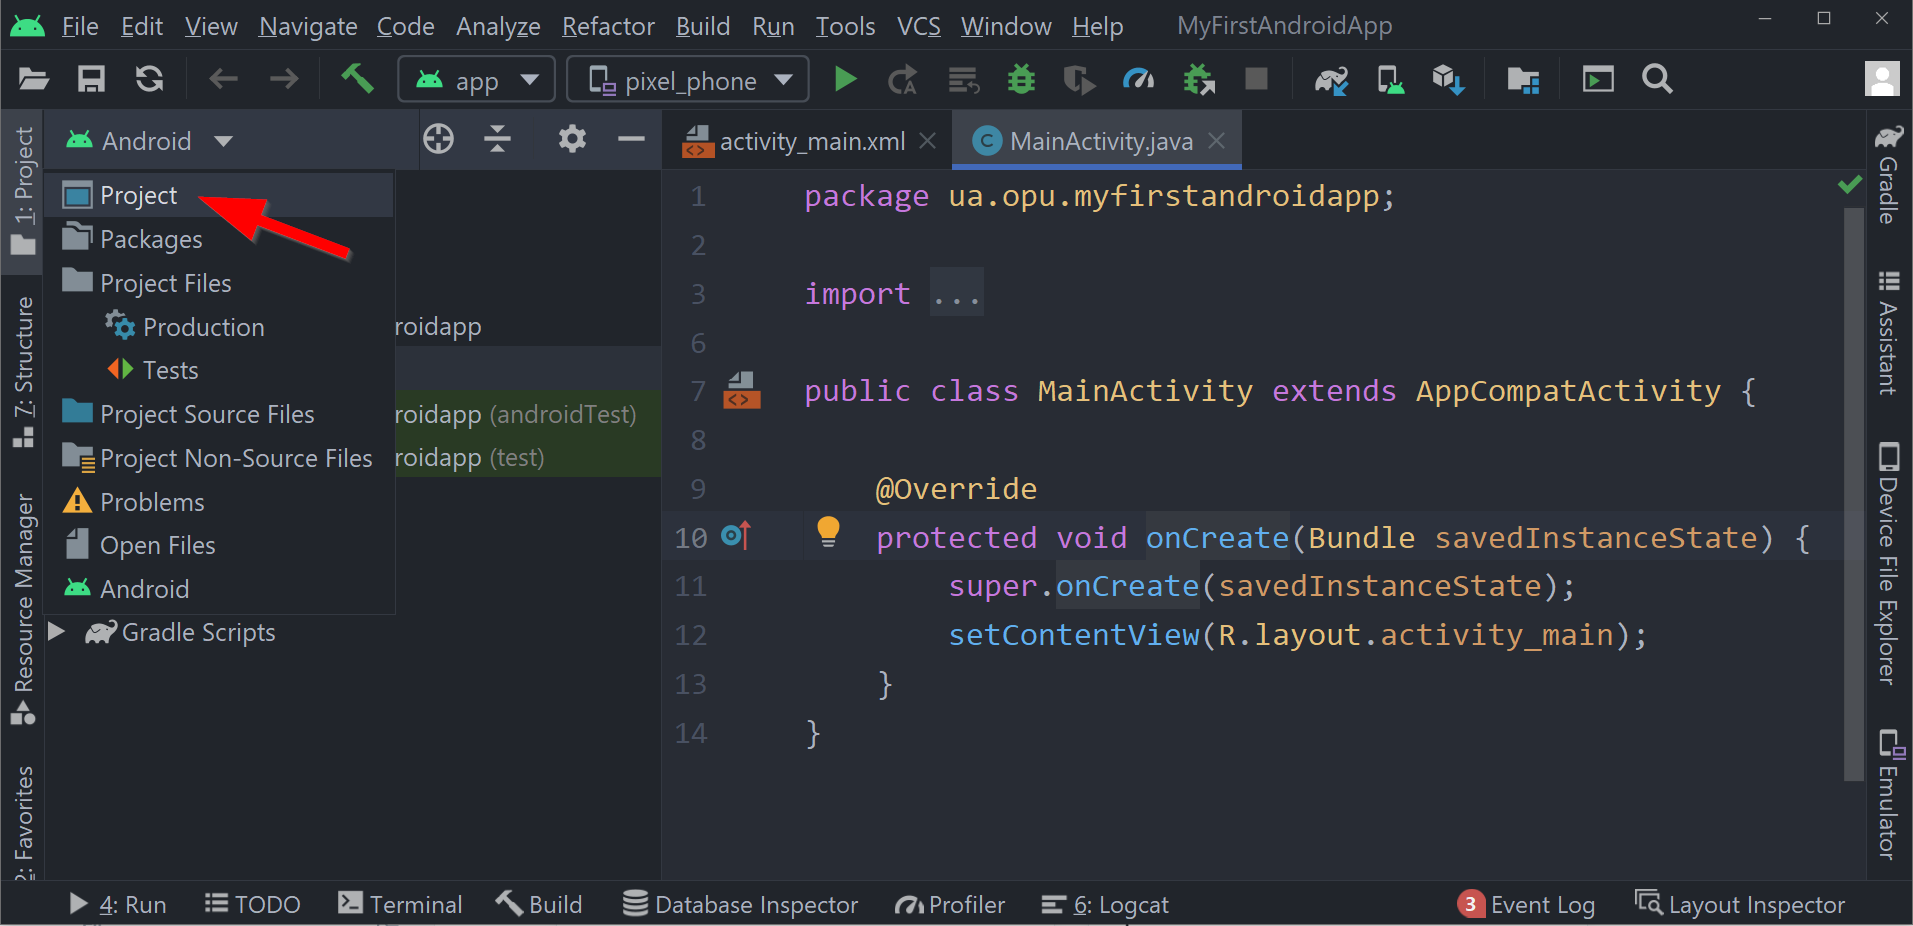 File Edit View Navigate Code Analyze Refactor Build Run Tools VCS Window Help MyFirstAndroidApp
app pixel_phone
1: Project
7: Structure
Resource Manager
2: Favorites
Android
Project
Packages
Project Files
Production
Tests
Project Source Files
Project Non-Source Files
Problems
Open Files
Android
roidapp
roidapp (androidTest)
roidapp (test)
Gradle Scripts
activity_main.xml MainActivity.java
1 package ua.opu.myfirstandroidapp;
2
3 import ...
6
7 public class MainActivity extends AppCompatActivity {
8
9 @Override
10 protected void onCreate(Bundle savedInstanceState) {
11 super.onCreate(savedInstanceState);
12 setContentView(R.layout.activity_main);
13 }
14 }
Gradle
Assistant
Device File Explorer
Emulator
4: Run TODO Terminal Build Database Inspector Profiler 6: Logcat 3 Event Log Layout Inspector